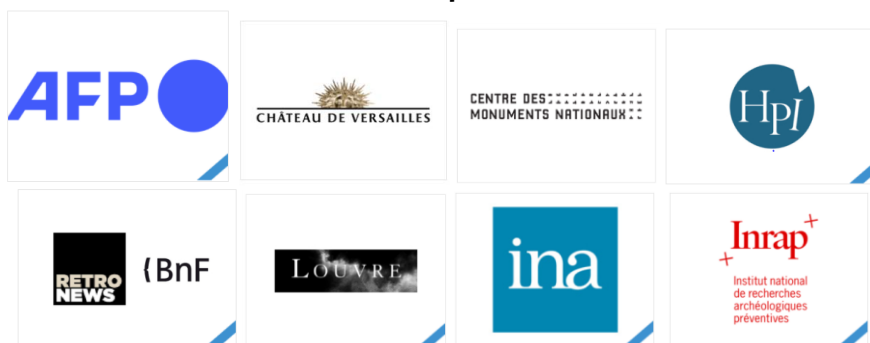 AFP
CHÂTEAU DE VERSAILLES
CENTRE DES
MONUMENTS NATIONAUX
HPI
RETRO
NEWS
BnF
LOUVRE
ina
Inrap
Institut national
de recherches
archéologiques
préventives